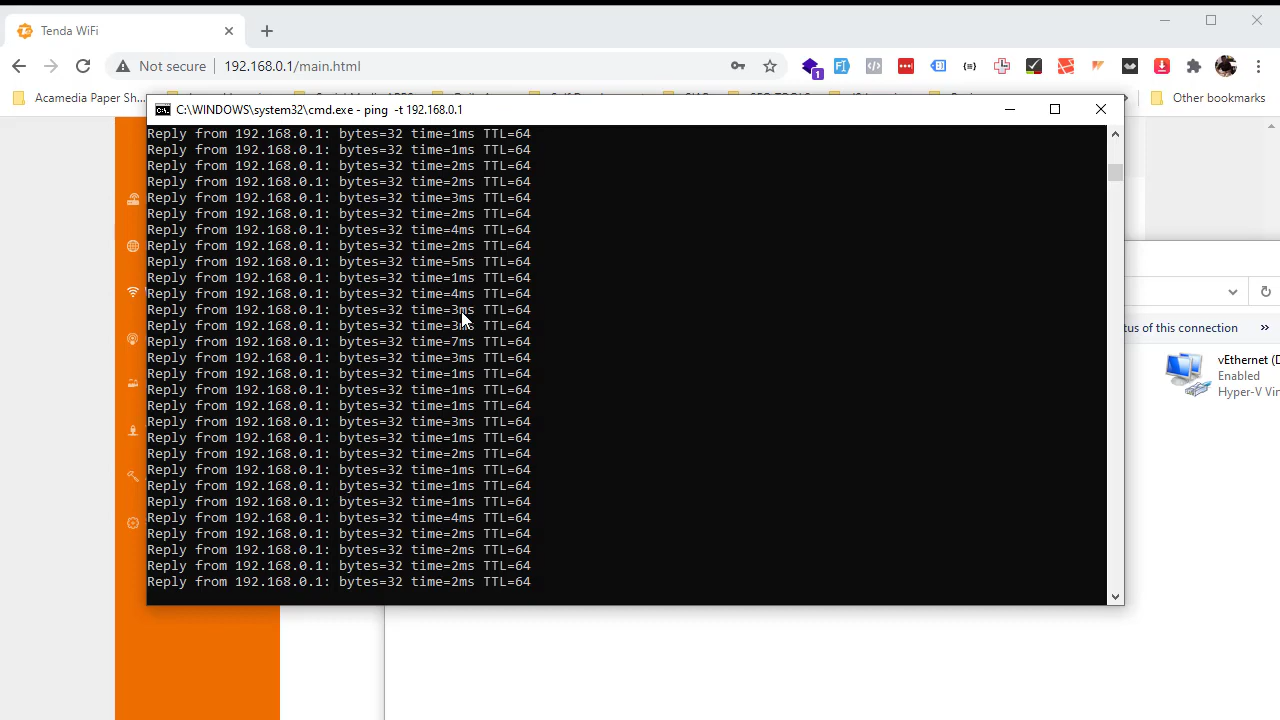 Tenda WiFi
Not secure
192.168.0.1/main.html
1
Acamedia Paper Sh...
Other bookmarks
C:\WINDOWS\system32\cmd.exe - ping -t 192.168.0.1
Reply from 192.168.0.1: bytes=32 time=1ms TTL=64
Reply from 192.168.0.1: bytes=32 time=1ms TTL=64
Reply from 192.168.0.1: bytes=32 time=2ms TTL=64
Reply from 192.168.0.1: bytes=32 time=2ms TTL=64
Reply from 192.168.0.1: bytes=32 time=3ms TTL=64
Reply from 192.168.0.1: bytes=32 time=2ms TTL=64
Reply from 192.168.0.1: bytes=32 time=4ms TTL=64
Reply from 192.168.0.1: bytes=32 time=2ms TTL=64
Reply from 192.168.0.1: bytes=32 time=5ms TTL=64
Reply from 192.168.0.1: bytes=32 time=1ms TTL=64
Reply from 192.168.0.1: bytes=32 time=4ms TTL=64
Reply from 192.168.0.1: bytes=32 time=3ms TTL=64
Reply from 192.168.0.1: bytes=32 time=3ms TTL=64
Reply from 192.168.0.1: bytes=32 time=7ms TTL=64
Reply from 192.168.0.1: bytes=32 time=3ms TTL=64
Reply from 192.168.0.1: bytes=32 time=1ms TTL=64
Reply from 192.168.0.1: bytes=32 time=1ms TTL=64
Reply from 192.168.0.1: bytes=32 time=1ms TTL=64
Reply from 192.168.0.1: bytes=32 time=3ms TTL=64
Reply from 192.168.0.1: bytes=32 time=1ms TTL=64
Reply from 192.168.0.1: bytes=32 time=2ms TTL=64
Reply from 192.168.0.1: bytes=32 time=1ms TTL=64
Reply from 192.168.0.1: bytes=32 time=1ms TTL=64
Reply from 192.168.0.1: bytes=32 time=1ms TTL=64
Reply from 192.168.0.1: bytes=32 time=4ms TTL=64
Reply from 192.168.0.1: bytes=32 time=2ms TTL=64
Reply from 192.168.0.1: bytes=32 time=2ms TTL=64
Reply from 192.168.0.1: bytes=32 time=2ms TTL=64
Reply from 192.168.0.1: bytes=32 time=2ms TTL=64
tus of this connection
vEthernet (D
Enabled
Hyper-V Vir